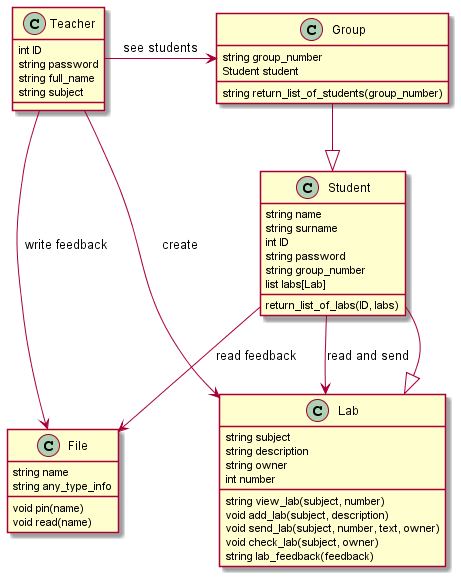 C Teacher
int ID
string password
string full_name
string subject
see students
C Group
string group_number
Student student
string return_list_of_students(group_number)
C Student
string name
string surname
int ID
string password
string group_number
list labs[Lab]
return_list_of_labs(ID, labs)
write feedback
create
read feedback
read and send
C File
string name
string any_type_info
void pin(name)
void read(name)
C Lab
string subject
string description
string owner
int number
string view_lab(subject, number)
void add_lab(subject, description)
void send_lab(subject, number, text, owner)
void check_lab(subject, owner)
string lab_feedback(feedback)